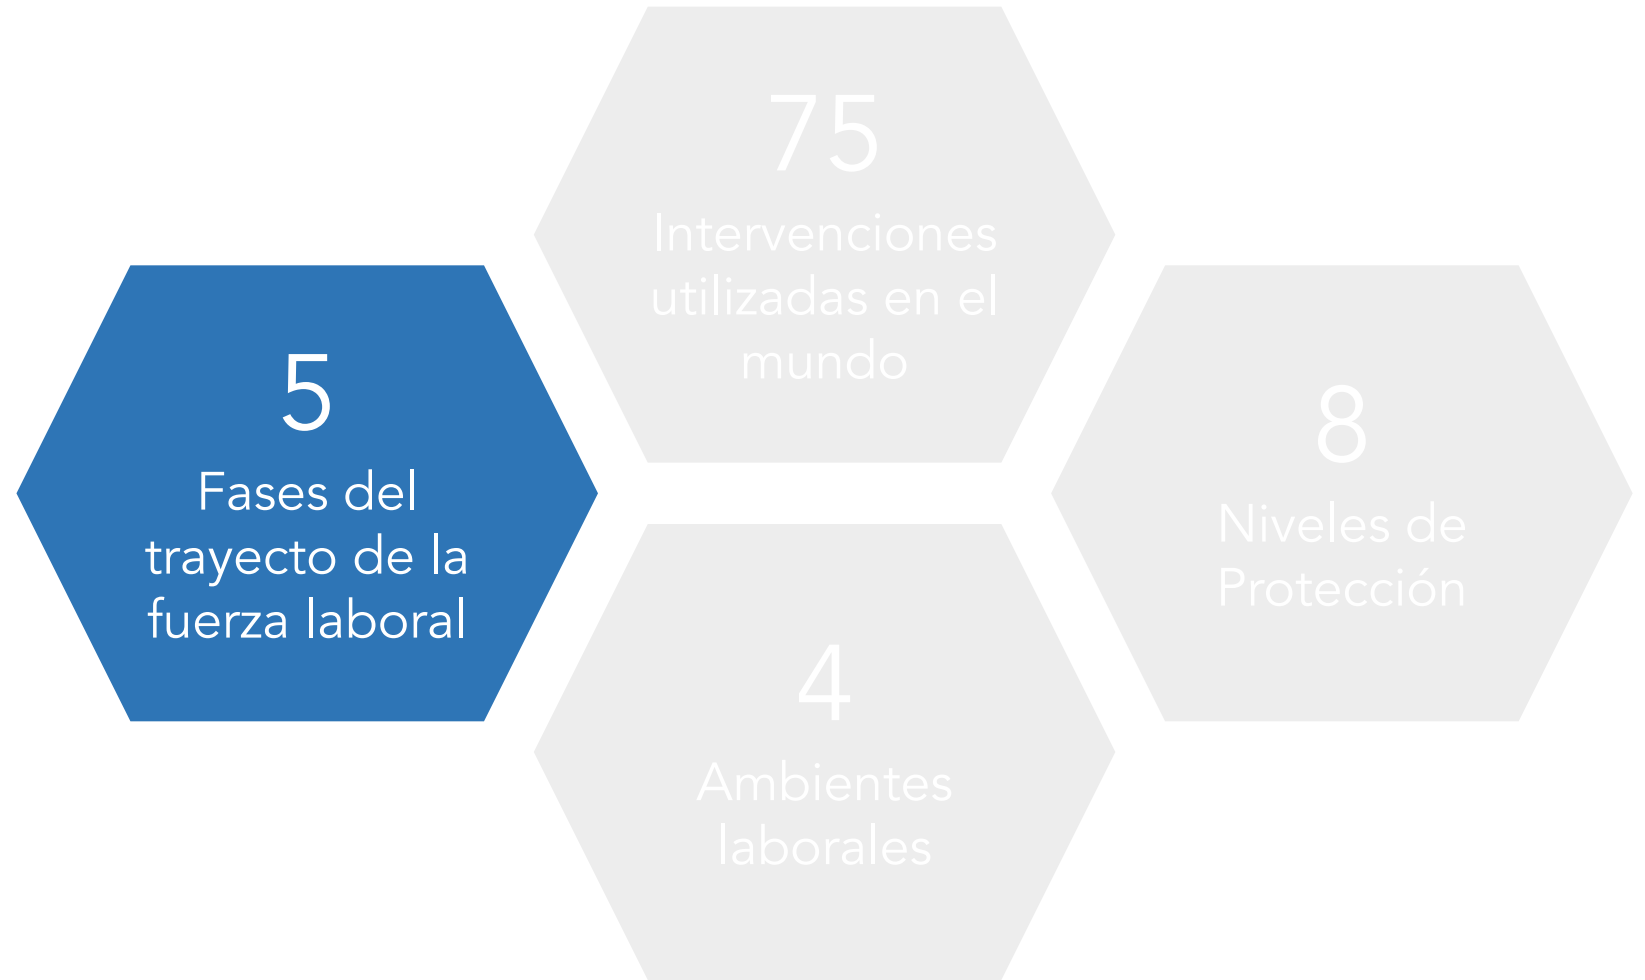 75
Intervenciones
utilizadas en el
mundo
5
Fases del
trayecto de la
fuerza laboral
8
Niveles de
Protección
4
Ambientes
laborales